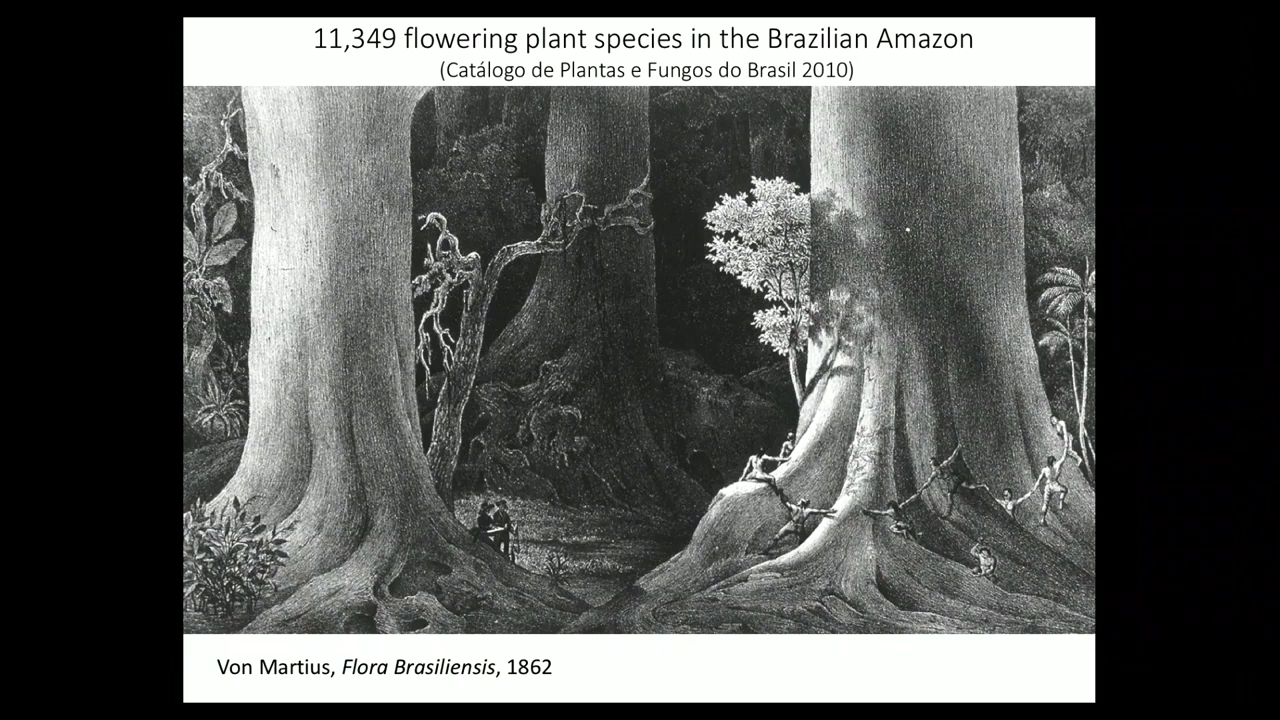 11,349 flowering plant species in the Brazilian Amazon
(Catálogo de Plantas e Fungos do Brasil 2010)
Von Martius, Flora Brasiliensis, 1862